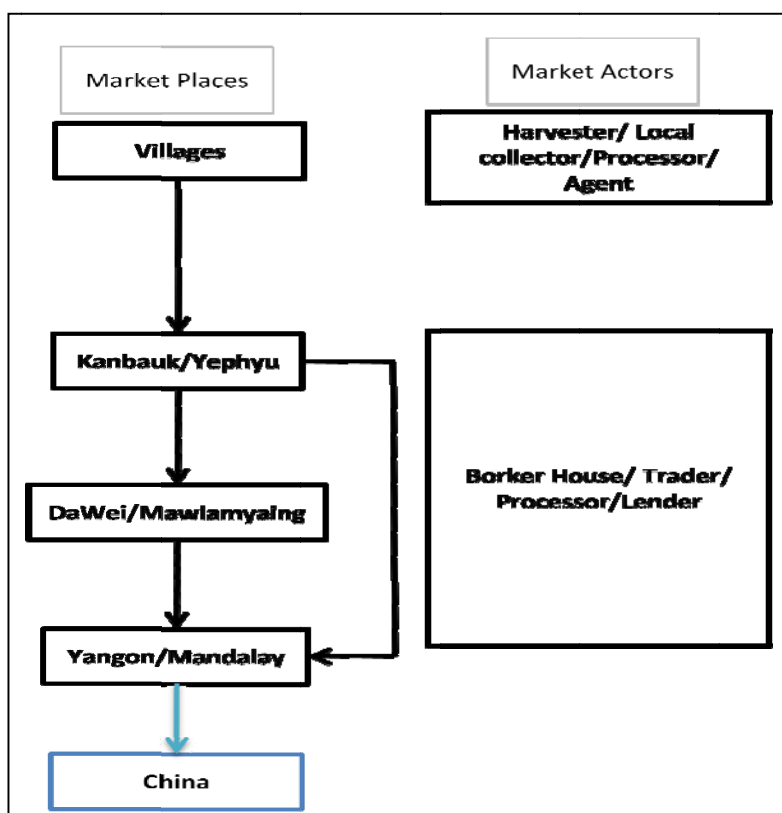 Market Places
Market Actors
Villages
Harvester/ Local
collector/Processor/
Agent
Kanbauk/Yephyu
DaWei/Mawlamyaing
Borker House/ Trader/
Processor/Lender
Yangon/Mandalay
China